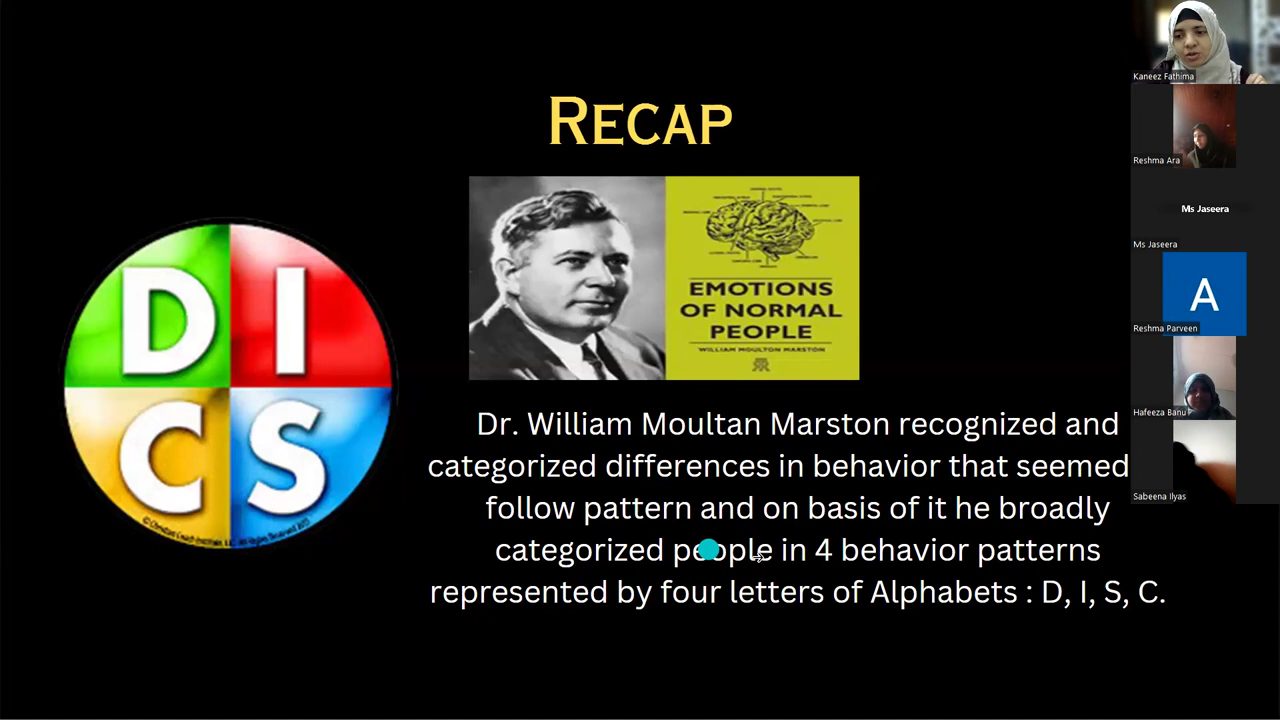 RECAP
D I
C S
EMOTIONS
OF NORMAL
PEOPLE
WILLIAM MOULTON MARSTON
Dr. William Moultan Marston recognized and
categorized differences in behavior that seemed
follow pattern and on basis of it he broadly
categorized people in 4 behavior patterns
represented by four letters of Alphabets : D, I, S, C.
Kaneez Fathima
Reshma Ara
Ms Jaseera
Ms Jaseera
A
Reshma Parveen
Hafeeza Banu
Sabeena Ilyas